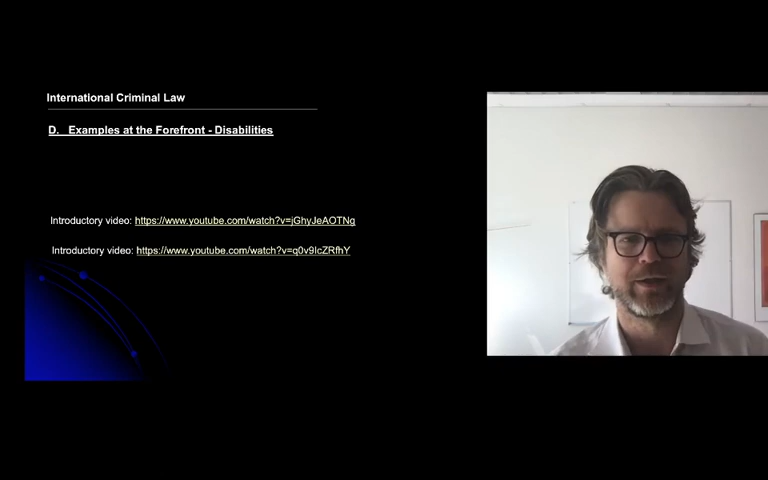 International Criminal Law
D. Examples at the Forefront - Disabilities
Introductory video: https://www.youtube.com/watch?v=jGhyJeAOTNg
Introductory video: https://www.youtube.com/watch?v=q0v9IcZRfhY